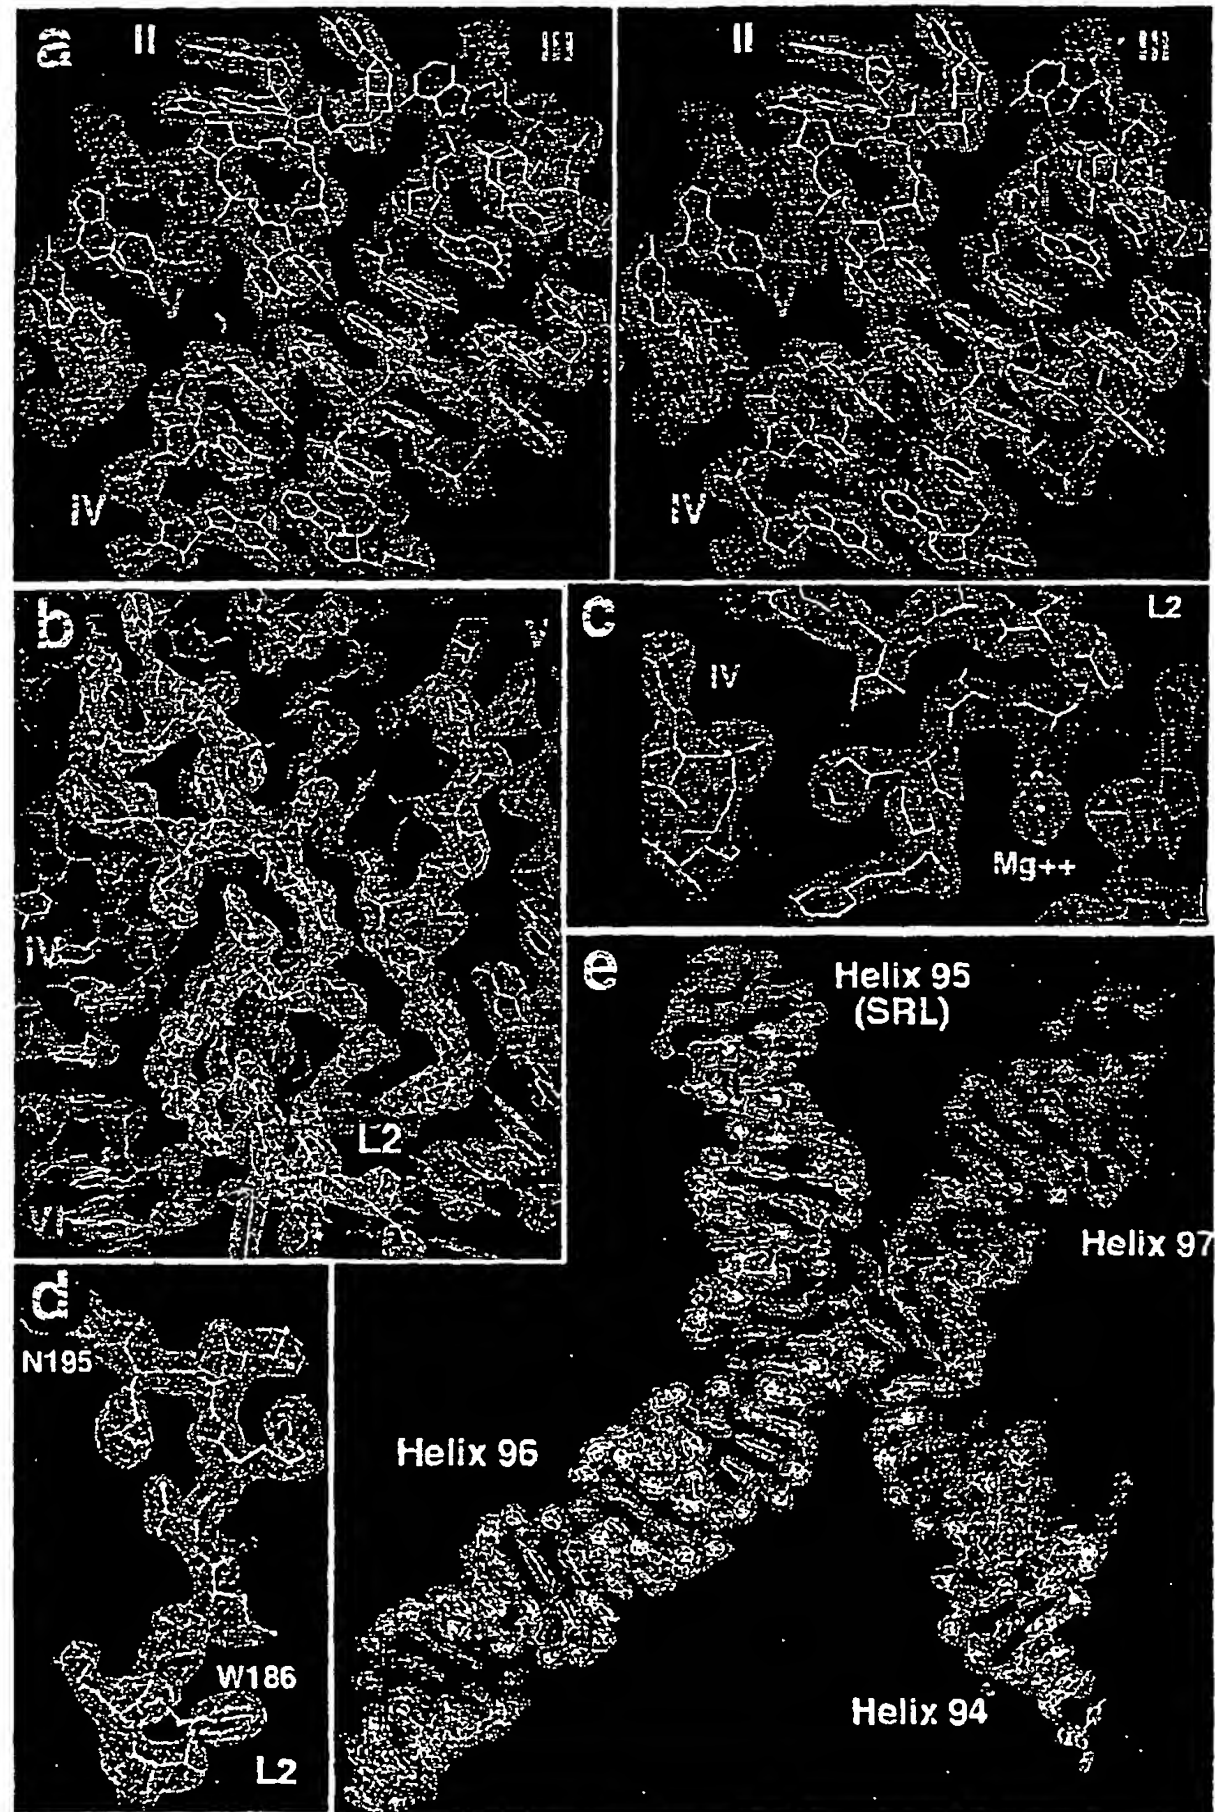 a II III II III
IV IV
b V
IV
L2
VI
c L2
IV
Mg++
d
N195
W186
L2
e Helix 95
(SRL)
Helix 97
Helix 96
Helix 94